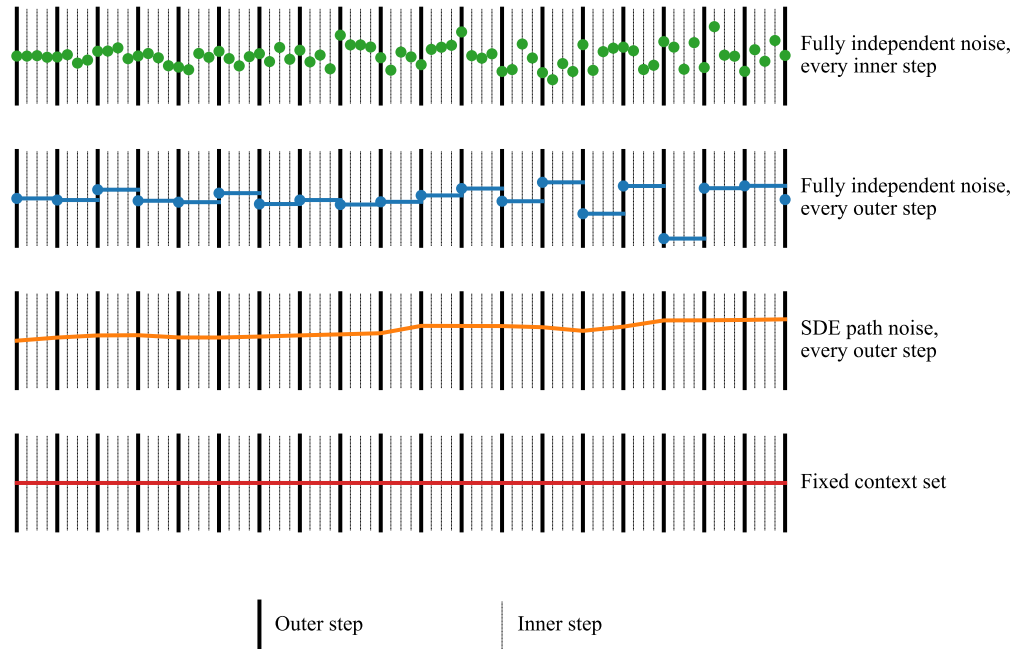 Fully independent noise,
every inner step
Fully independent noise,
every outer step
SDE path noise,
every outer step
Fixed context set
Outer step
Inner step